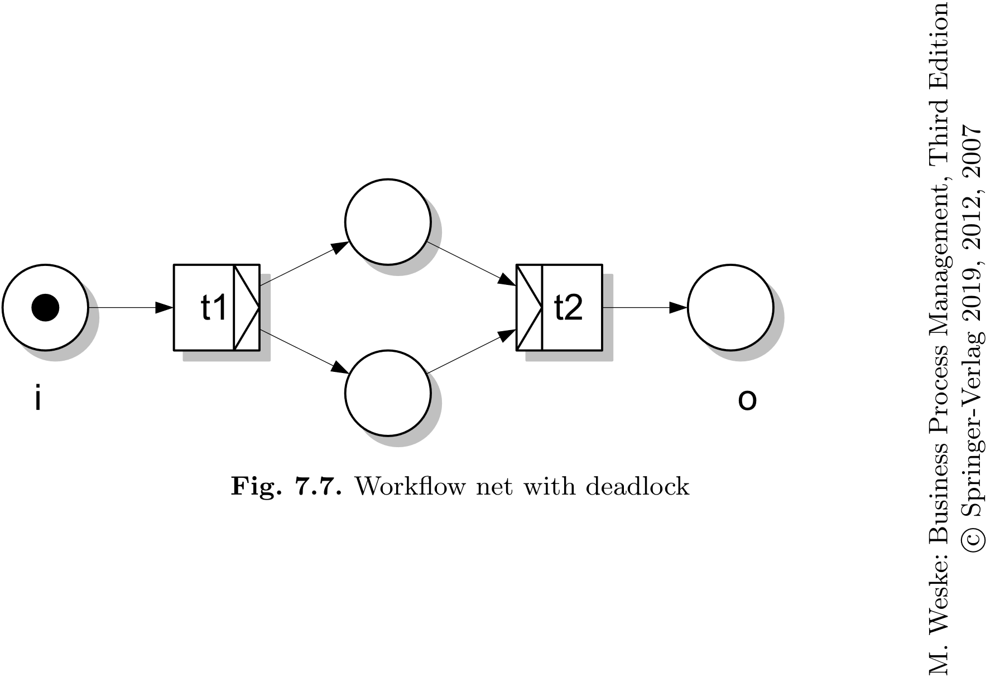 t1
t2
i
o
Fig. 7.7. Workflow net with deadlock
M. Weske: Business Process Management, Third Edition
© Springer-Verlag 2019, 2012, 2007